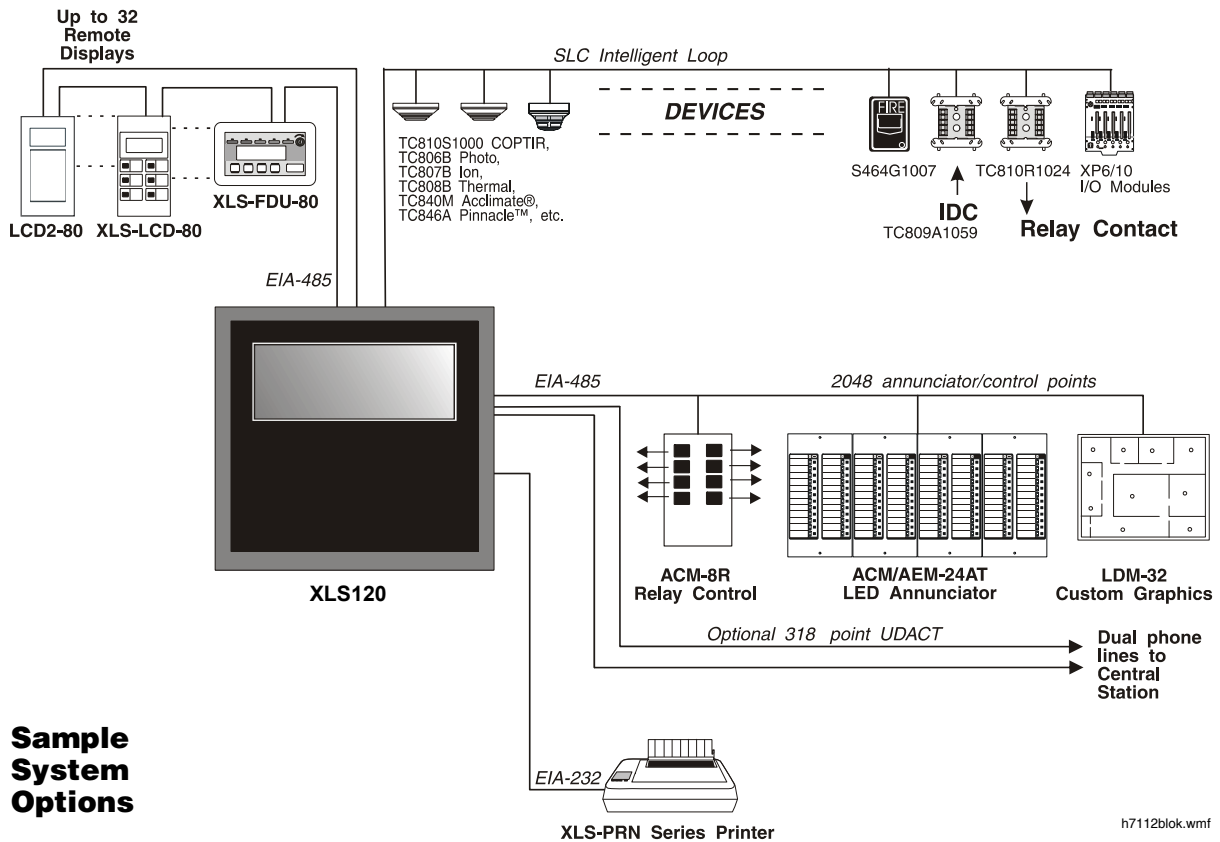 Up to 32
Remote
Displays
SLC Intelligent Loop
DEVICES
FIRE
TC810S1000 COPTIR,
TC806B Photo,
TC807B Ion,
TC808B Thermal,
TC840M Acclimate®,
TC846A Pinnacle™, etc.
S464G1007
TC810R1024
XP6/10
I/O Modules
IDC
TC809A1059
Relay Contact
LCD2-80
XLS-LCD-80
XLS-FDU-80
EIA-485
EIA-485
2048 annunciator/control points
XLS120
ACM-8R
Relay Control
ACM/AEM-24AT
LED Annunciator
LDM-32
Custom Graphics
Optional 318 point UDACT
Dual phone
lines to
Central
Station
Sample
System
Options
EIA-232
XLS-PRN Series Printer
h7112blok.wmf